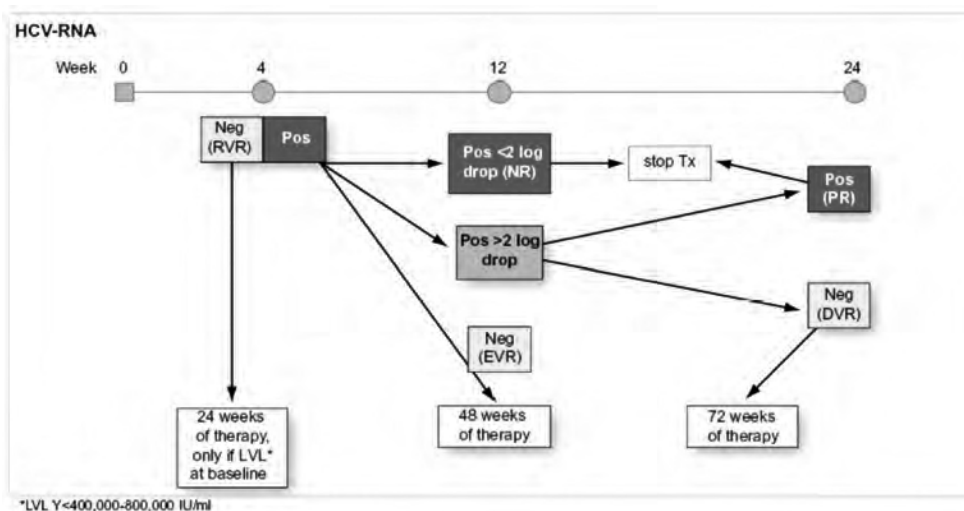 HCV-RNA
Week 0 4 12 24
Neg
(RVR)
Pos
Pos <2 log
drop (NR)
stop Tx
Pos
(PR)
Pos >2 log
drop
Neg
(DVR)
Neg
(EVR)
24 weeks
of therapy,
only if LVL*
at baseline
48 weeks
of therapy
72 weeks
of therapy
*LVL Y<400,000-800,000 IU/ml